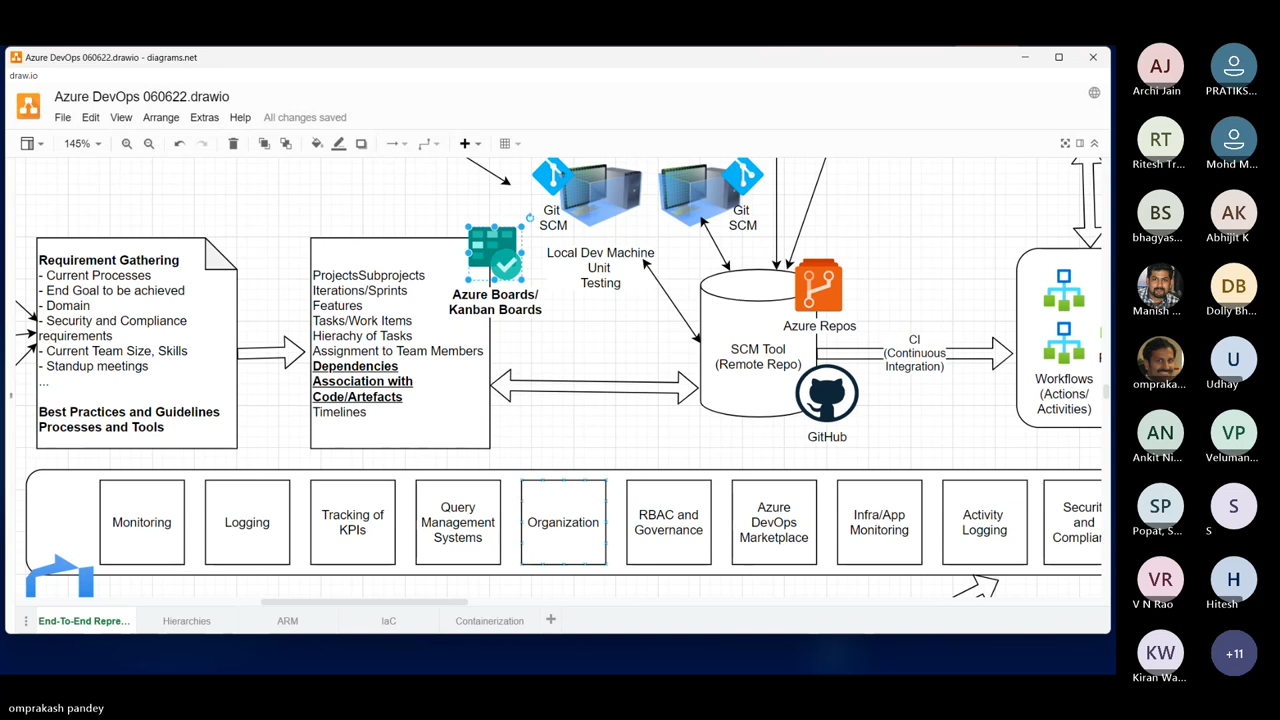 Azure DevOps 060622.drawio - diagrams.net
draw.io
Azure DevOps 060622.drawio
File Edit View Arrange Extras Help All changes saved
145%
Git
SCM
Git
SCM
Local Dev Machine
Unit
Testing
Requirement Gathering
- Current Processes
- End Goal to be achieved
- Domain
- Security and Compliance
requirements
- Current Team Size, Skills
- Standup meetings
...
Best Practices and Guidelines
Processes and Tools
ProjectsSubprojects
Iterations/Sprints
Features
Tasks/Work Items
Hierachy of Tasks
Assignment to Team Members
Dependencies
Association with
Code/Artefacts
Timelines
Azure Boards/
Kanban Boards
SCM Tool
(Remote Repo)
Azure Repos
GitHub
CI
(Continuous
Integration)
Workflows
(Actions/
Activities)
Monitoring
Logging
Tracking of
KPIs
Query
Management
Systems
Organization
RBAC and
Governance
Azure
DevOps
Marketplace
Infra/App
Monitoring
Activity
Logging
Securit
and
Complian
End-To-End Repre... Hierarchies ARM IaC Containerization
AJ
Archi Jain
PRATIKS...
RT
Ritesh Tr...
Mohd M...
BS
bhagyas...
AK
Abhijit K
Manish ...
DB
Dolly Bh...
ompraka...
U
Udhay
AN
Ankit Ni...
VP
Veluman...
SP
Popat, S...
S
S
VR
V N Rao
H
Hitesh
KW
Kiran Wa...
+11
omprakash pandey